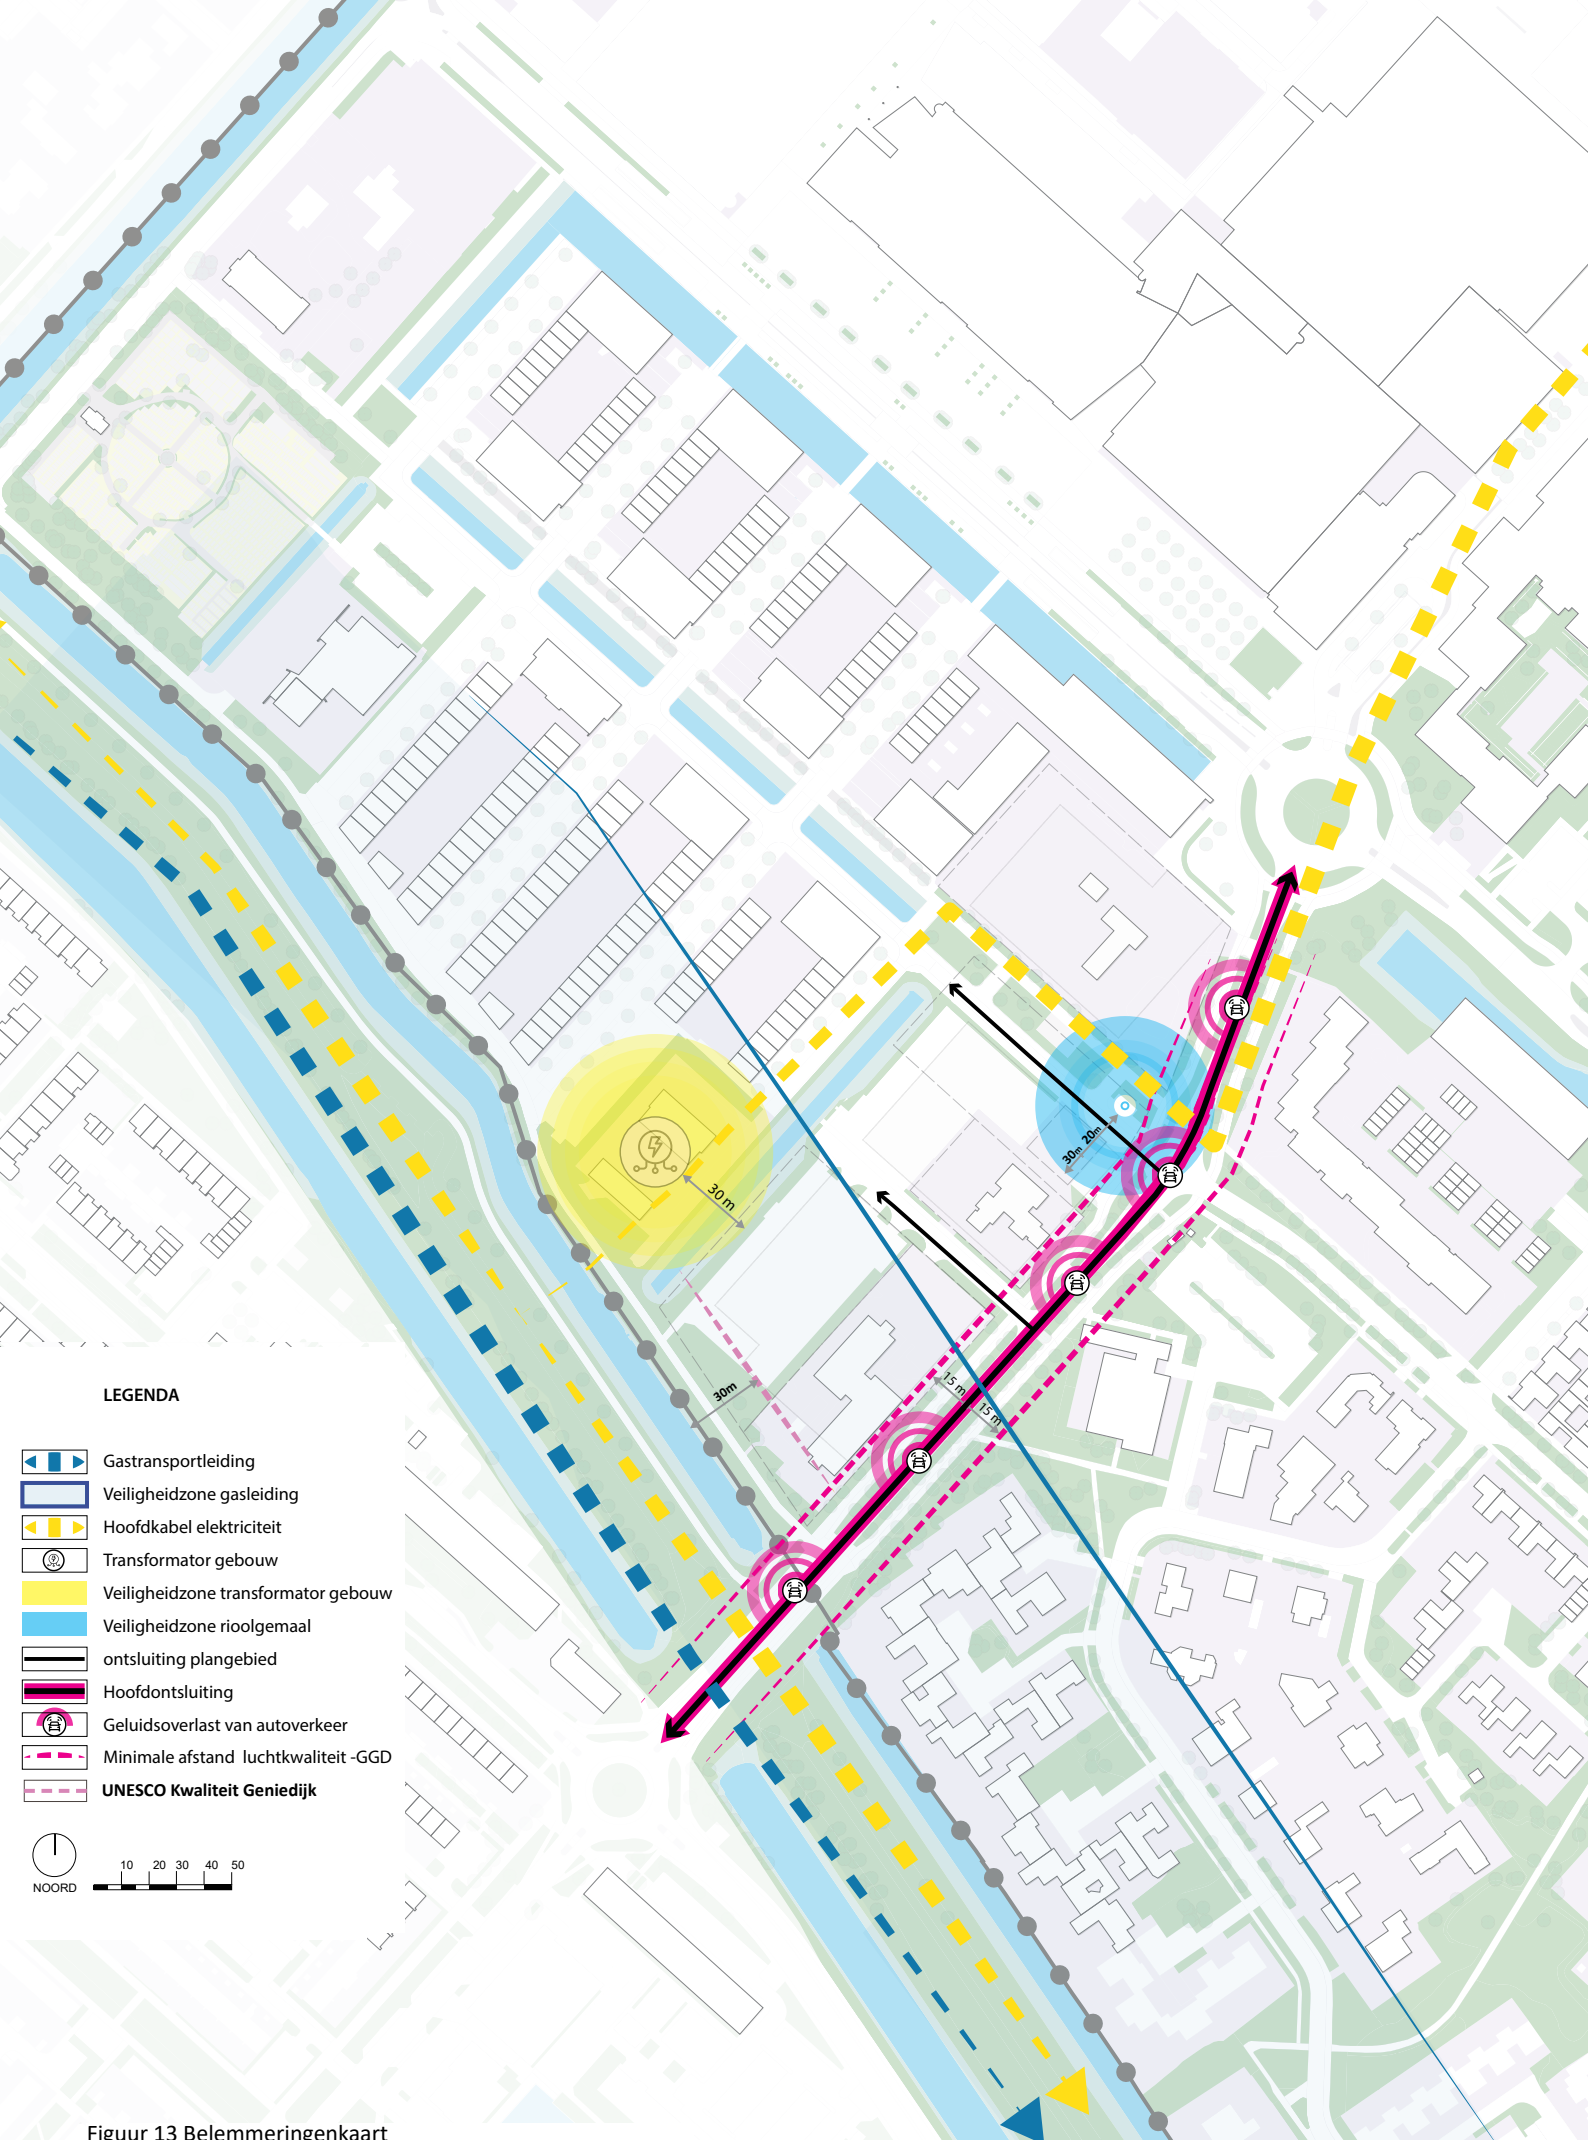 30 m
30m
20m
30m
15 m
15 m
LEGENDA
Gastransportleiding
Veiligheidzone gasleiding
Hoofdkabel elektriciteit
Transformator gebouw
Veiligheidzone transformator gebouw
Veiligheidzone rioolgemaal
ontsluiting plangebied
Hoofdontsluiting
Geluidsoverlast van autoverkeer
Minimale afstand luchtkwaliteit -GGD
UNESCO Kwaliteit Geniedijk
10 20 30 40 50
NOORD
Figuur 13 Belemmeringenkaart